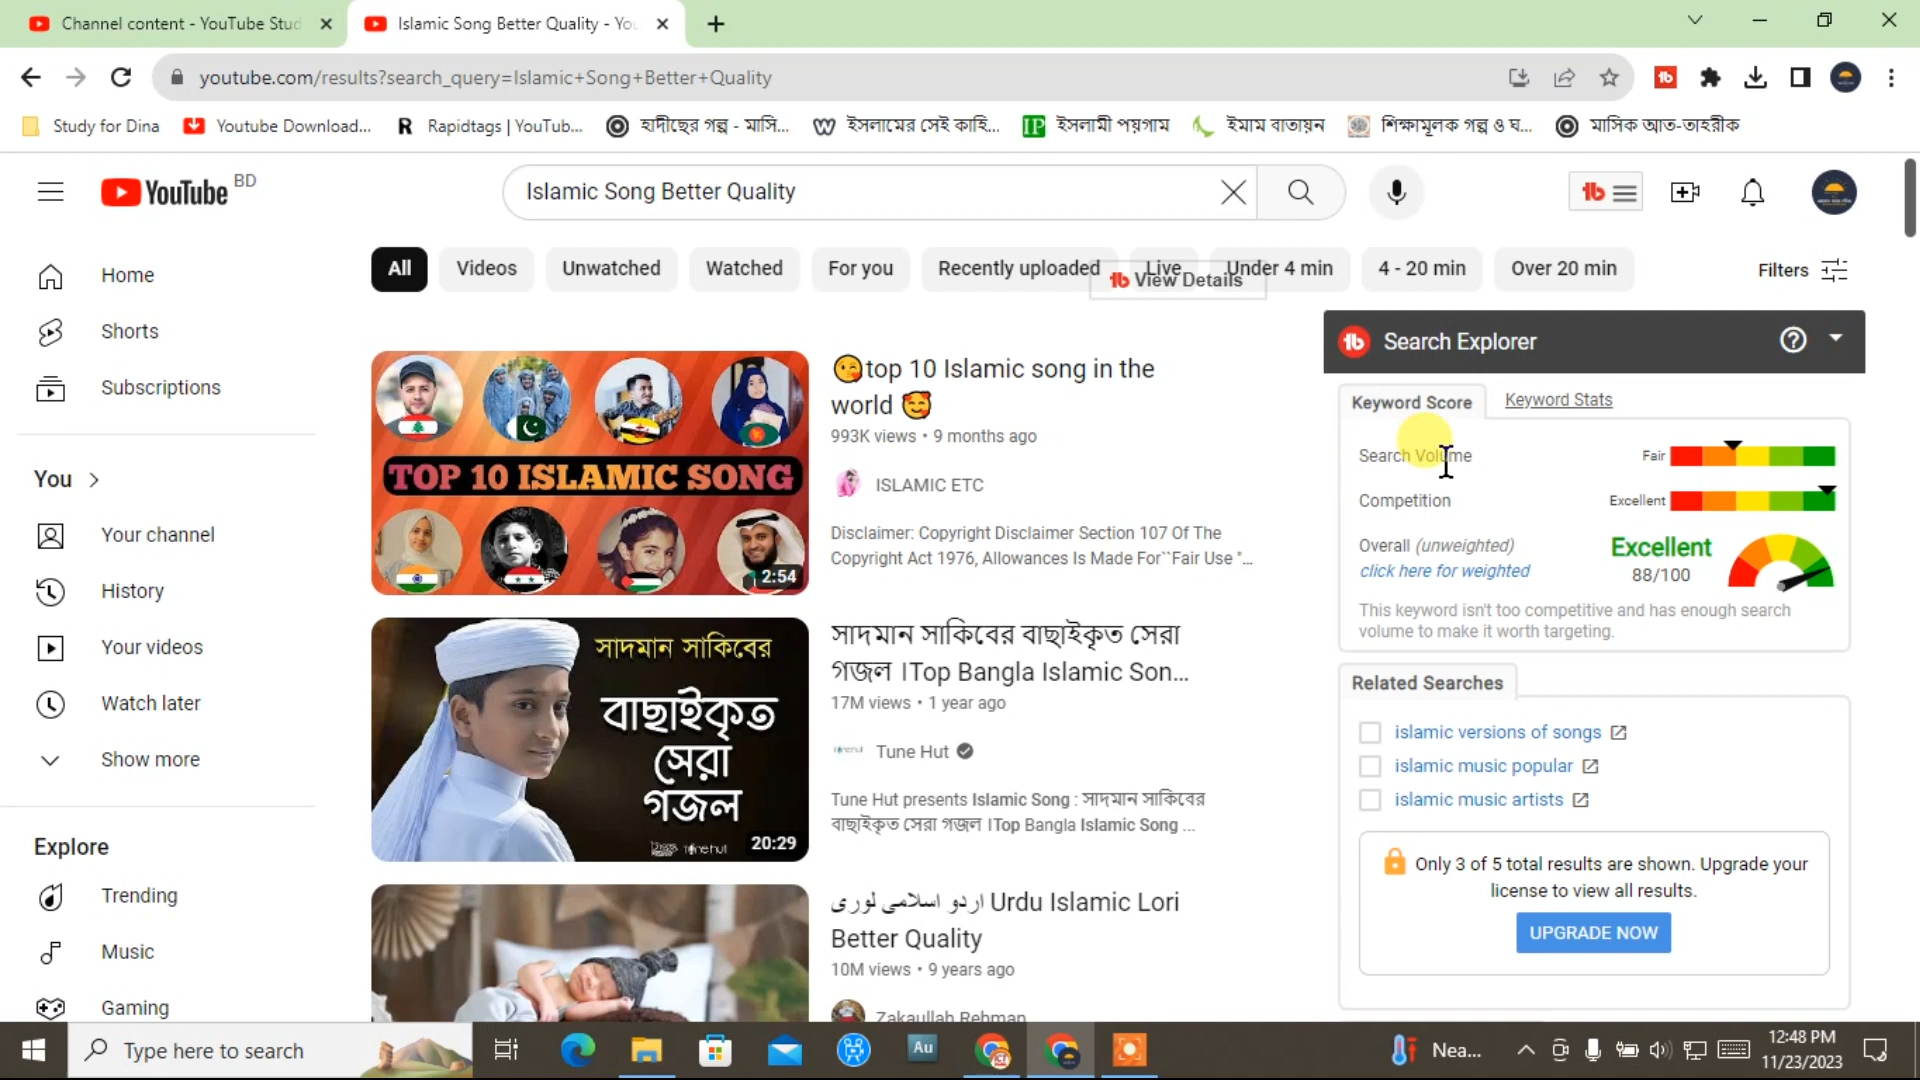 Channel content - YouTube Stud
Islamic Song Better Quality - You
youtube.com/results?search_query=Islamic+Song+Better+Quality
Study for Dina
Youtube Download...
Rapidtags | YouTub...
হাদীছের গল্প - মাসি...
ইসলামের সেই কাহি...
IP ইসলামী পয়গাম
ইমাম বাতায়ন
শিক্ষামূলক গল্প ও ঘ...
মাসিক আত-তাহরীক
YouTube BD
Islamic Song Better Quality
All
Videos
Unwatched
Watched
For you
Recently uploaded
Live
Under 4 min
4 - 20 min
Over 20 min
Filters
View Details
Home
Shorts
Subscriptions
You
Your channel
History
Your videos
Watch later
Show more
Explore
Trending
Music
Gaming
TOP 10 ISLAMIC SONG
2:54
😘top 10 Islamic song in the
world 🥰
993K views • 9 months ago
ISLAMIC ETC
Disclaimer: Copyright Disclaimer Section 107 Of The
Copyright Act 1976, Allowances Is Made For``Fair Use "...
সাদমান সাকিবের
বাছাইকৃত
সেরা
গজল
Tune hut
20:29
সাদমান সাকিবের বাছাইকৃত সেরা
গজল ।Top Bangla Islamic Son...
17M views • 1 year ago
Tune Hut
Tune Hut presents Islamic Song : সাদমান সাকিবের
বাছাইকৃত সেরা গজল ।Top Bangla Islamic Song ...
اردو اسلامی لوری Urdu Islamic Lori
Better Quality
10M views • 9 years ago
Zakaullah Rehman
Search Explorer
Keyword Score
Keyword Stats
Search Volume
Fair
Competition
Excellent
Overall (unweighted)
click here for weighted
Excellent
88/100
This keyword isn't too competitive and has enough search
volume to make it worth targeting.
Related Searches
islamic versions of songs
islamic music popular
islamic music artists
Only 3 of 5 total results are shown. Upgrade your
license to view all results.
UPGRADE NOW
Type here to search
Au
Nea...
12:48 PM
11/23/2023